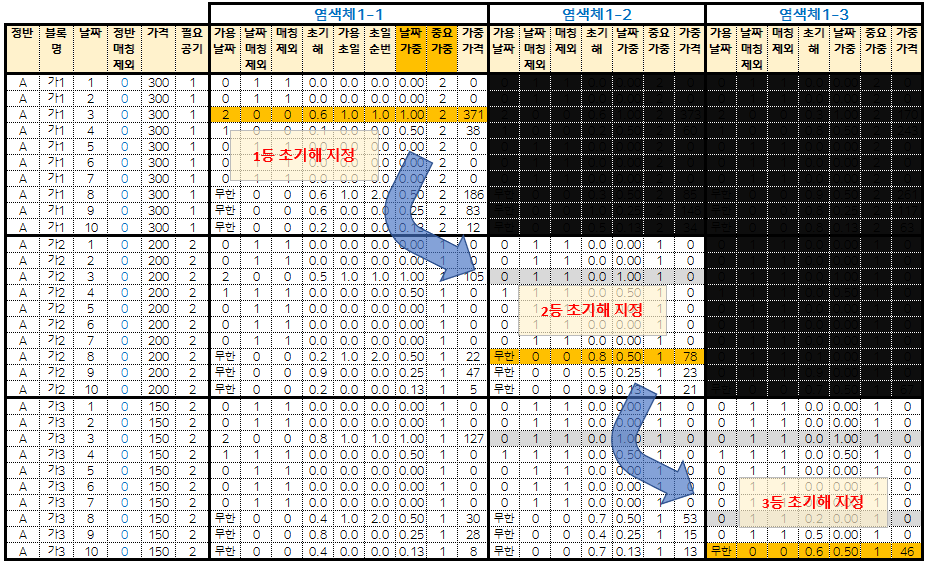 염색체1-1 염색체1-2 염색체1-3
정반 블록 날짜 정반 가격 필요 가용 날짜 매칭 초기 가용 초일 날짜 중요 가중 가용 날짜 매칭 초기 날짜 중요 가중 가용 날짜 매칭 초기 날짜 중요 가중
명 매칭 공기 날짜 매칭 제외 해 초일 순번 가중 가중 가격 날짜 매칭 제외 해 가중 가중 가격 날짜 매칭 제외 해 가중 가중 가격
제외 제외 제외 제외
A 가1 1 0 300 1 0 1 1 0.0 0.0 0.0 0.00 2 0
A 가1 2 0 300 1 0 1 1 0.0 0.0 0.0 0.00 2 0
A 가1 3 0 300 1 2 0 0 0.6 1.0 1.0 1.00 2 371
A 가1 4 0 300 1 1 0 0 0.1 0.0 0.0 0.50 2 38
A 가1 5 0 300 1 0 2 0
1등 초기해 지정
A 가1 6 0 300 1 0 2 0
A 가1 7 0 300 1 0 1 1 0.0 0.0 2 0
A 가1 8 0 300 1 무한 0 0 0.6 1.0 2.0 0.50 2 186
A 가1 9 0 300 1 무한 0 0 0.6 0.0 0.0 0.25 2 83
A 가1 10 0 300 1 무한 0 0 0.2 0.0 0.0 0.13 2 12
A 가2 1 0 200 2 0 1 1 0.0 0.0 0.0 0.00 1 0 0 1 1 0.0 0.00 1 0
A 가2 2 0 200 2 0 1 1 0.0 0.0 0.0 0.00 0 0 1 1 0.0 0.00 1 0
A 가2 3 0 200 2 2 0 0 0.5 1.0 1.0 1.00 105 0 1 1 0.0 1.00 1 0
A 가2 4 0 200 2 1 1 1 0.0 0.0 0.0 0.50 1 0 1 1 1 0.0 0.50 1 0
A 가2 5 0 200 2 0 1 1 0.0 0.0 0.0 0.00 1 0 0 0
2등 초기해 지정
A 가2 6 0 200 2 0 1 1 0.0 0.0 0.0 0.00 1 0 0 0
A 가2 7 0 200 2 0 1 1 0.0 0.0 0.0 0.00 1 0 0 1 1 0.0 0.00 1 0
A 가2 8 0 200 2 무한 0 0 0.2 1.0 2.0 0.50 1 22 무한 0 0 0.8 0.50 1 78
A 가2 9 0 200 2 무한 0 0 0.9 0.0 0.0 0.25 1 47 무한 0 0 0.5 0.25 1 23
A 가2 10 0 200 2 무한 0 0 0.2 0.0 0.0 0.13 1 5 무한 0 0 0.9 0.13 1 21
A 가3 1 0 150 2 0 1 1 0.0 0.0 0.0 0.00 1 0 0 1 1 0.0 0.00 1 0 0 1 1 0.0 0.00 1 0
A 가3 2 0 150 2 0 1 1 0.0 0.0 0.0 0.00 1 0 0 1 1 0.0 0.00 1 0 0 1 1 0.0 0.00 1 0
A 가3 3 0 150 2 2 0 0 0.8 1.0 1.0 1.00 1 127 0 1 1 0.0 1.00 1 0 0 1 1 0.0 1.00 1 0
A 가3 4 0 150 2 1 1 1 0.0 0.0 0.0 0.50 1 0 1 1 1 0.0 0.50 1 0 1 1 1 0.0 0.50 1 0
A 가3 5 0 150 2 0 1 1 0.0 0.0 0.0 0.00 1 0 0 1 1 0.0 0.00 1 0 0 1 1 0.0 0.00 1 0
A 가3 6 0 150 2 0 1 1 0.0 0.0 0.0 0.00 1 0 0 1 1 0.0 0.00 1 0 0 1 1 0.0 0.00 1 0
A 가3 7 0 150 2 0 1 1 0.0 0.0 0.0 0.00 1 0 0 1 1 0.0 0.00 1 0 0 0
3등 초기해 지정
A 가3 8 0 150 2 무한 0 0 0.4 1.0 2.0 0.50 1 30 무한 0 0 0.7 0.50 1 53 0 1 1 0.2 0.00 1 0
A 가3 9 0 150 2 무한 0 0 0.8 0.0 0.0 0.25 1 28 무한 0 0 0.4 0.25 1 15 0 1 1 0.5 0.00 1 0
A 가3 10 0 150 2 무한 0 0 0.4 0.0 0.0 0.13 1 8 무한 0 0 0.7 0.13 1 13 무한 0 0 0.6 0.50 1 46